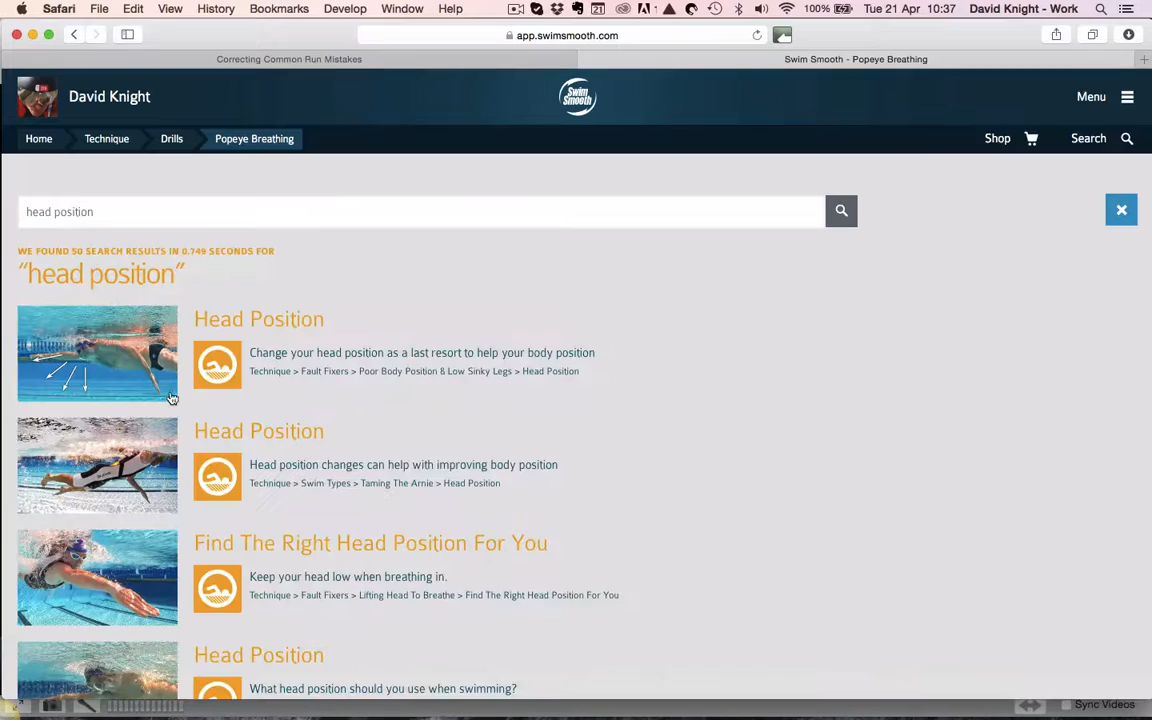 Safari File Edit View History Bookmarks Develop Window Help 21 100% Tue 21 Apr 10:37 David Knight - Work
app.swimsmooth.com
Correcting Common Run Mistakes Swim Smooth - Popeye Breathing
David Knight Swim Smooth Menu
Home Technique Drills Popeye Breathing Shop Search
head position
WE FOUND 50 SEARCH RESULTS IN 0.749 SECONDS FOR
“head position”
Head Position
Change your head position as a last resort to help your body position
Technique > Fault Fixers > Poor Body Position & Low Sinky Legs > Head Position
Head Position
Head position changes can help with improving body position
Technique > Swim Types > Taming The Arnie > Head Position
Find The Right Head Position For You
Keep your head low when breathing in.
Technique > Fault Fixers > Lifting Head To Breathe > Find The Right Head Position For You
Head Position
What head position should you use when swimming?
Sync Videos